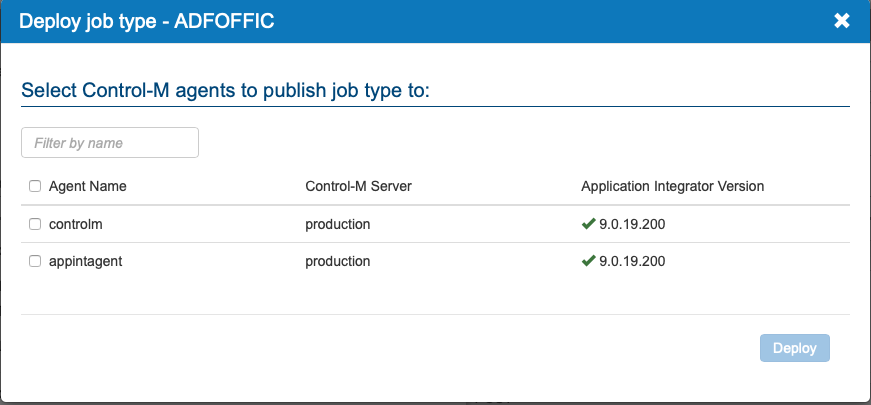 Deploy job type - ADFOFFIC
Select Control-M agents to publish job type to:
Filter by name
Agent Name Control-M Server Application Integrator Version
controlm production 9.0.19.200
appintagent production 9.0.19.200
Deploy